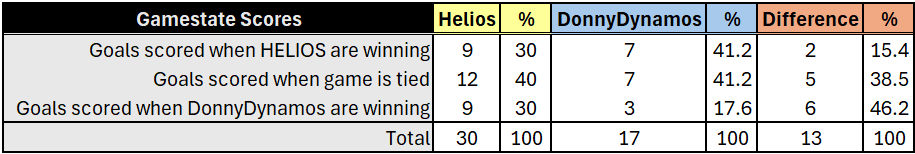 Gamestate Scores Helios % DonnyDynamos % Difference %
Goals scored when HELIOS are winning 9 30 7 41.2 2 15.4
Goals scored when game is tied 12 40 7 41.2 5 38.5
Goals scored when DonnyDynamos are winning 9 30 3 17.6 6 46.2
Total 30 100 17 100 13 100